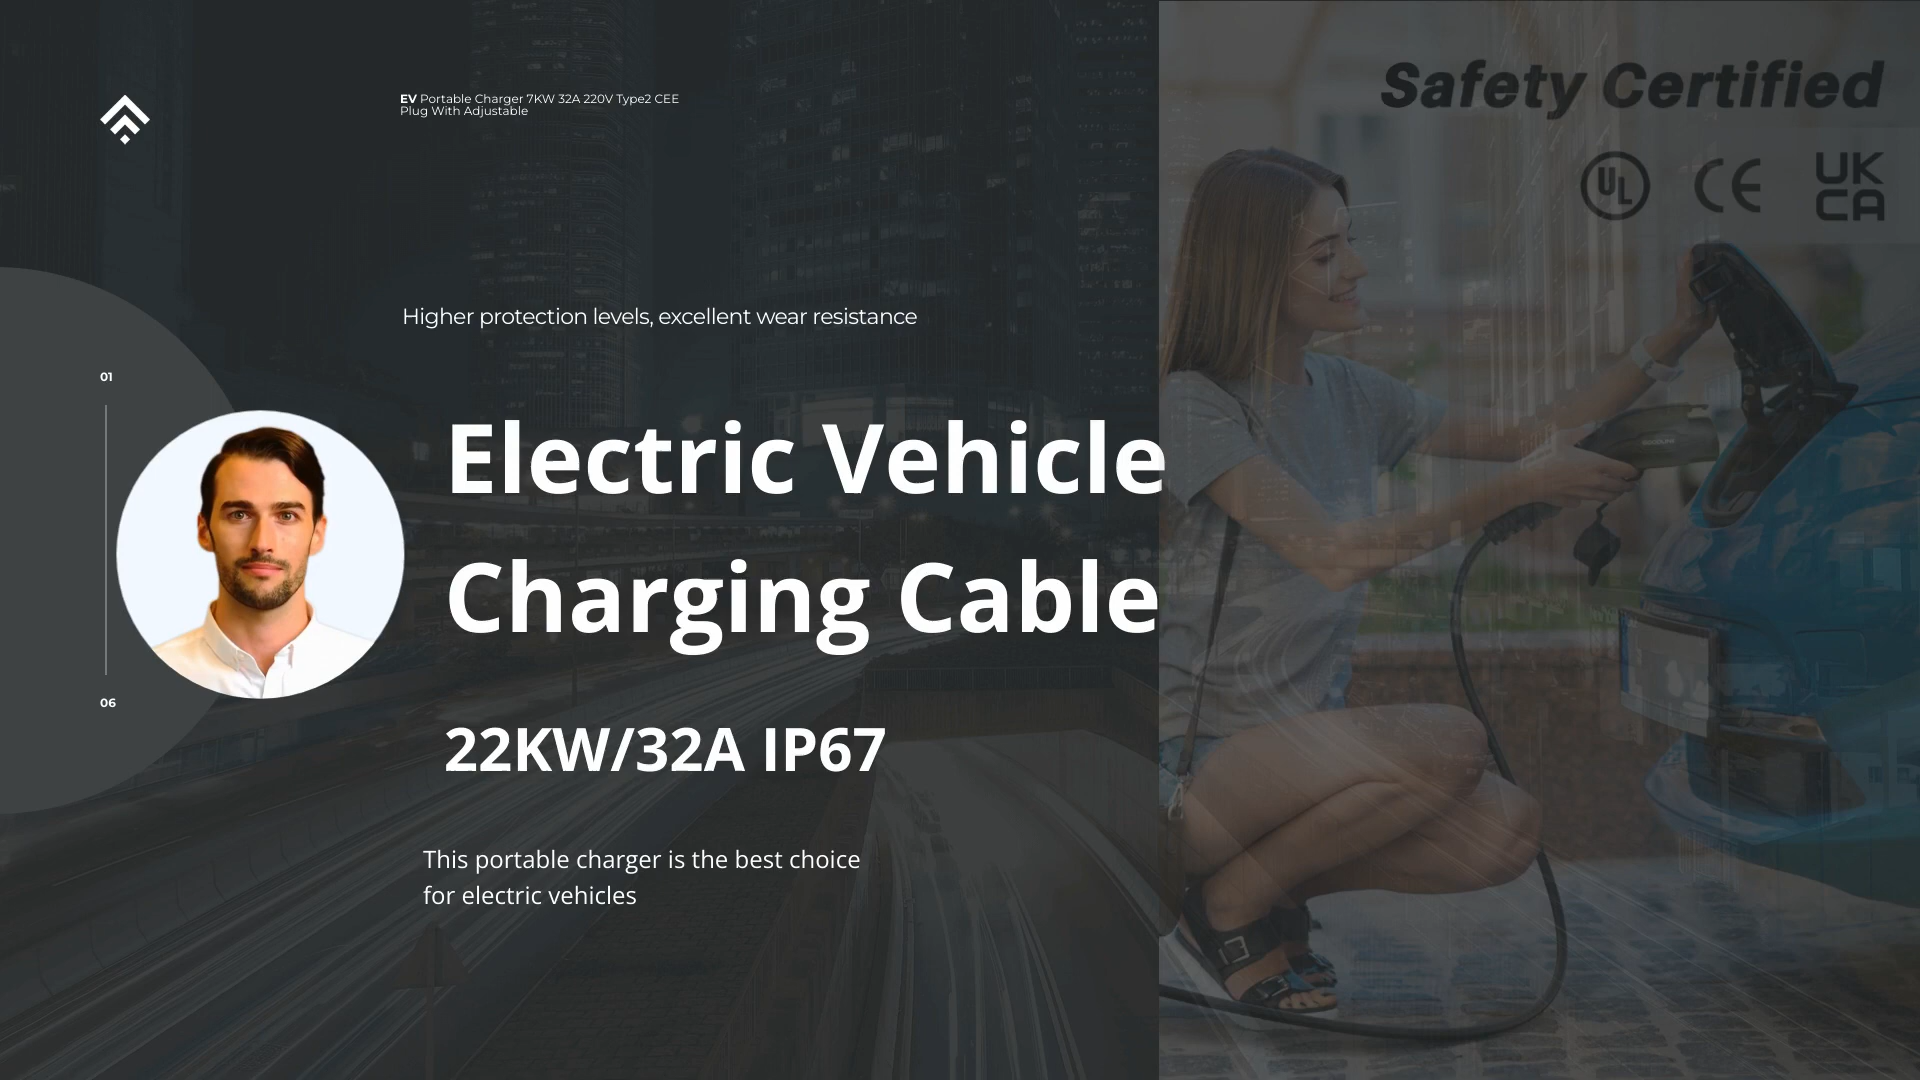 EV Portable Charger 7KW 32A 220V Type2 CEE
Plug With Adjustable
Safety Certified
UL CE UK
CA
Higher protection levels, excellent wear resistance
01
06
Electric Vehicle
Charging Cable
22KW/32A IP67
This portable charger is the best choice
for electric vehicles